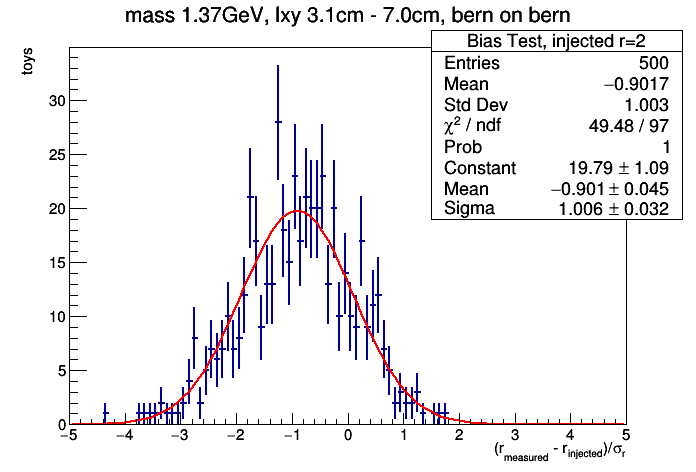 mass 1.37GeV, lxy 3.1cm - 7.0cm, bern on bern
toys
Bias Test, injected r=2
Entries 500
Mean −0.9017
Std Dev 1.003
χ² / ndf 49.48 / 97
Prob 1
Constant 19.79 ± 1.09
Mean −0.901 ± 0.045
Sigma 1.006 ± 0.032
30
25
20
15
10
5
0
−5 −4 −3 −2 −1 0 1 2 3 4 5
(r_measured - r_injected)/σ_r